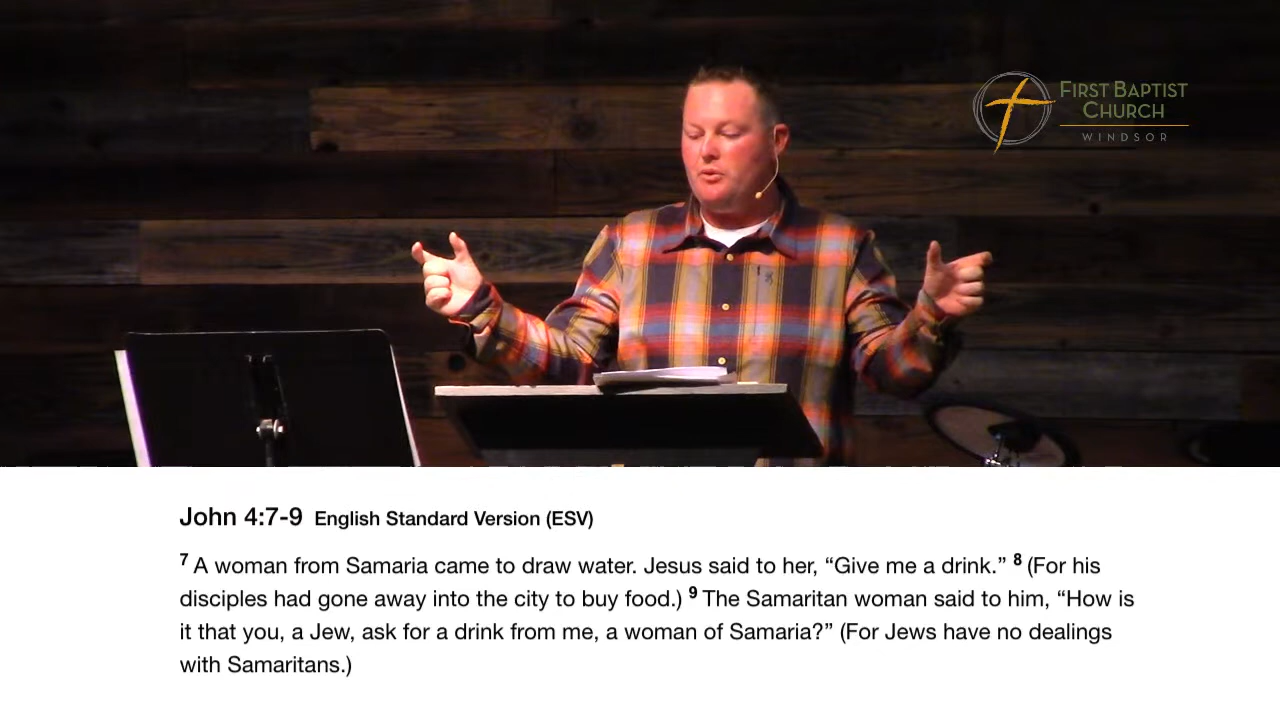 FIRST BAPTIST
CHURCH
WINDSOR
John 4:7-9 English Standard Version (ESV)
7 A woman from Samaria came to draw water. Jesus said to her, “Give me a drink.” 8 (For his
disciples had gone away into the city to buy food.) 9 The Samaritan woman said to him, “How is
it that you, a Jew, ask for a drink from me, a woman of Samaria?” (For Jews have no dealings
with Samaritans.)